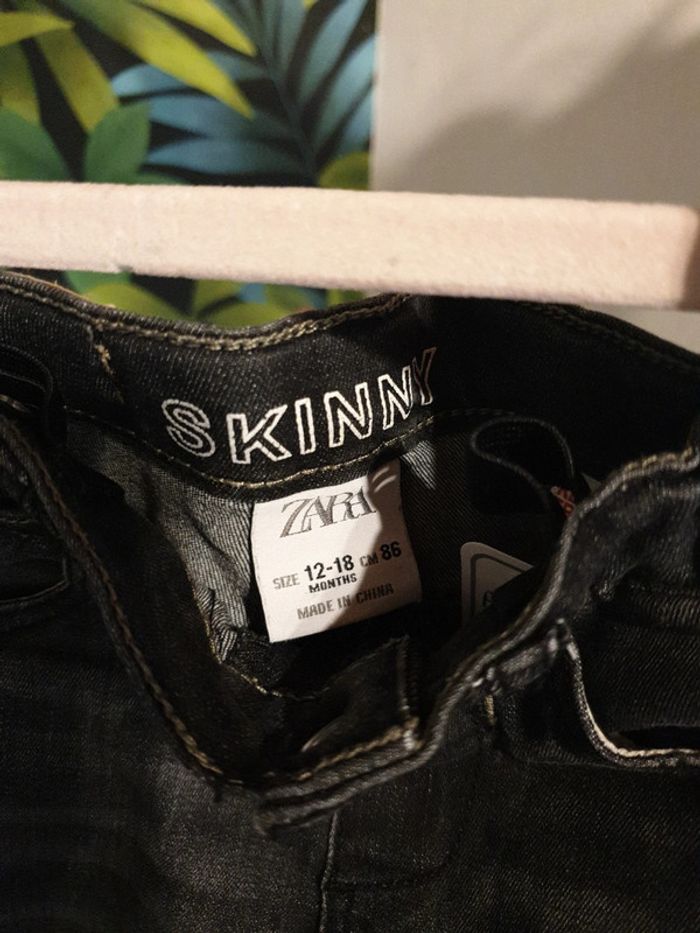 SKINNY
ZARA
SIZE 12-18 CM 86
MONTHS
MADE IN CHINA